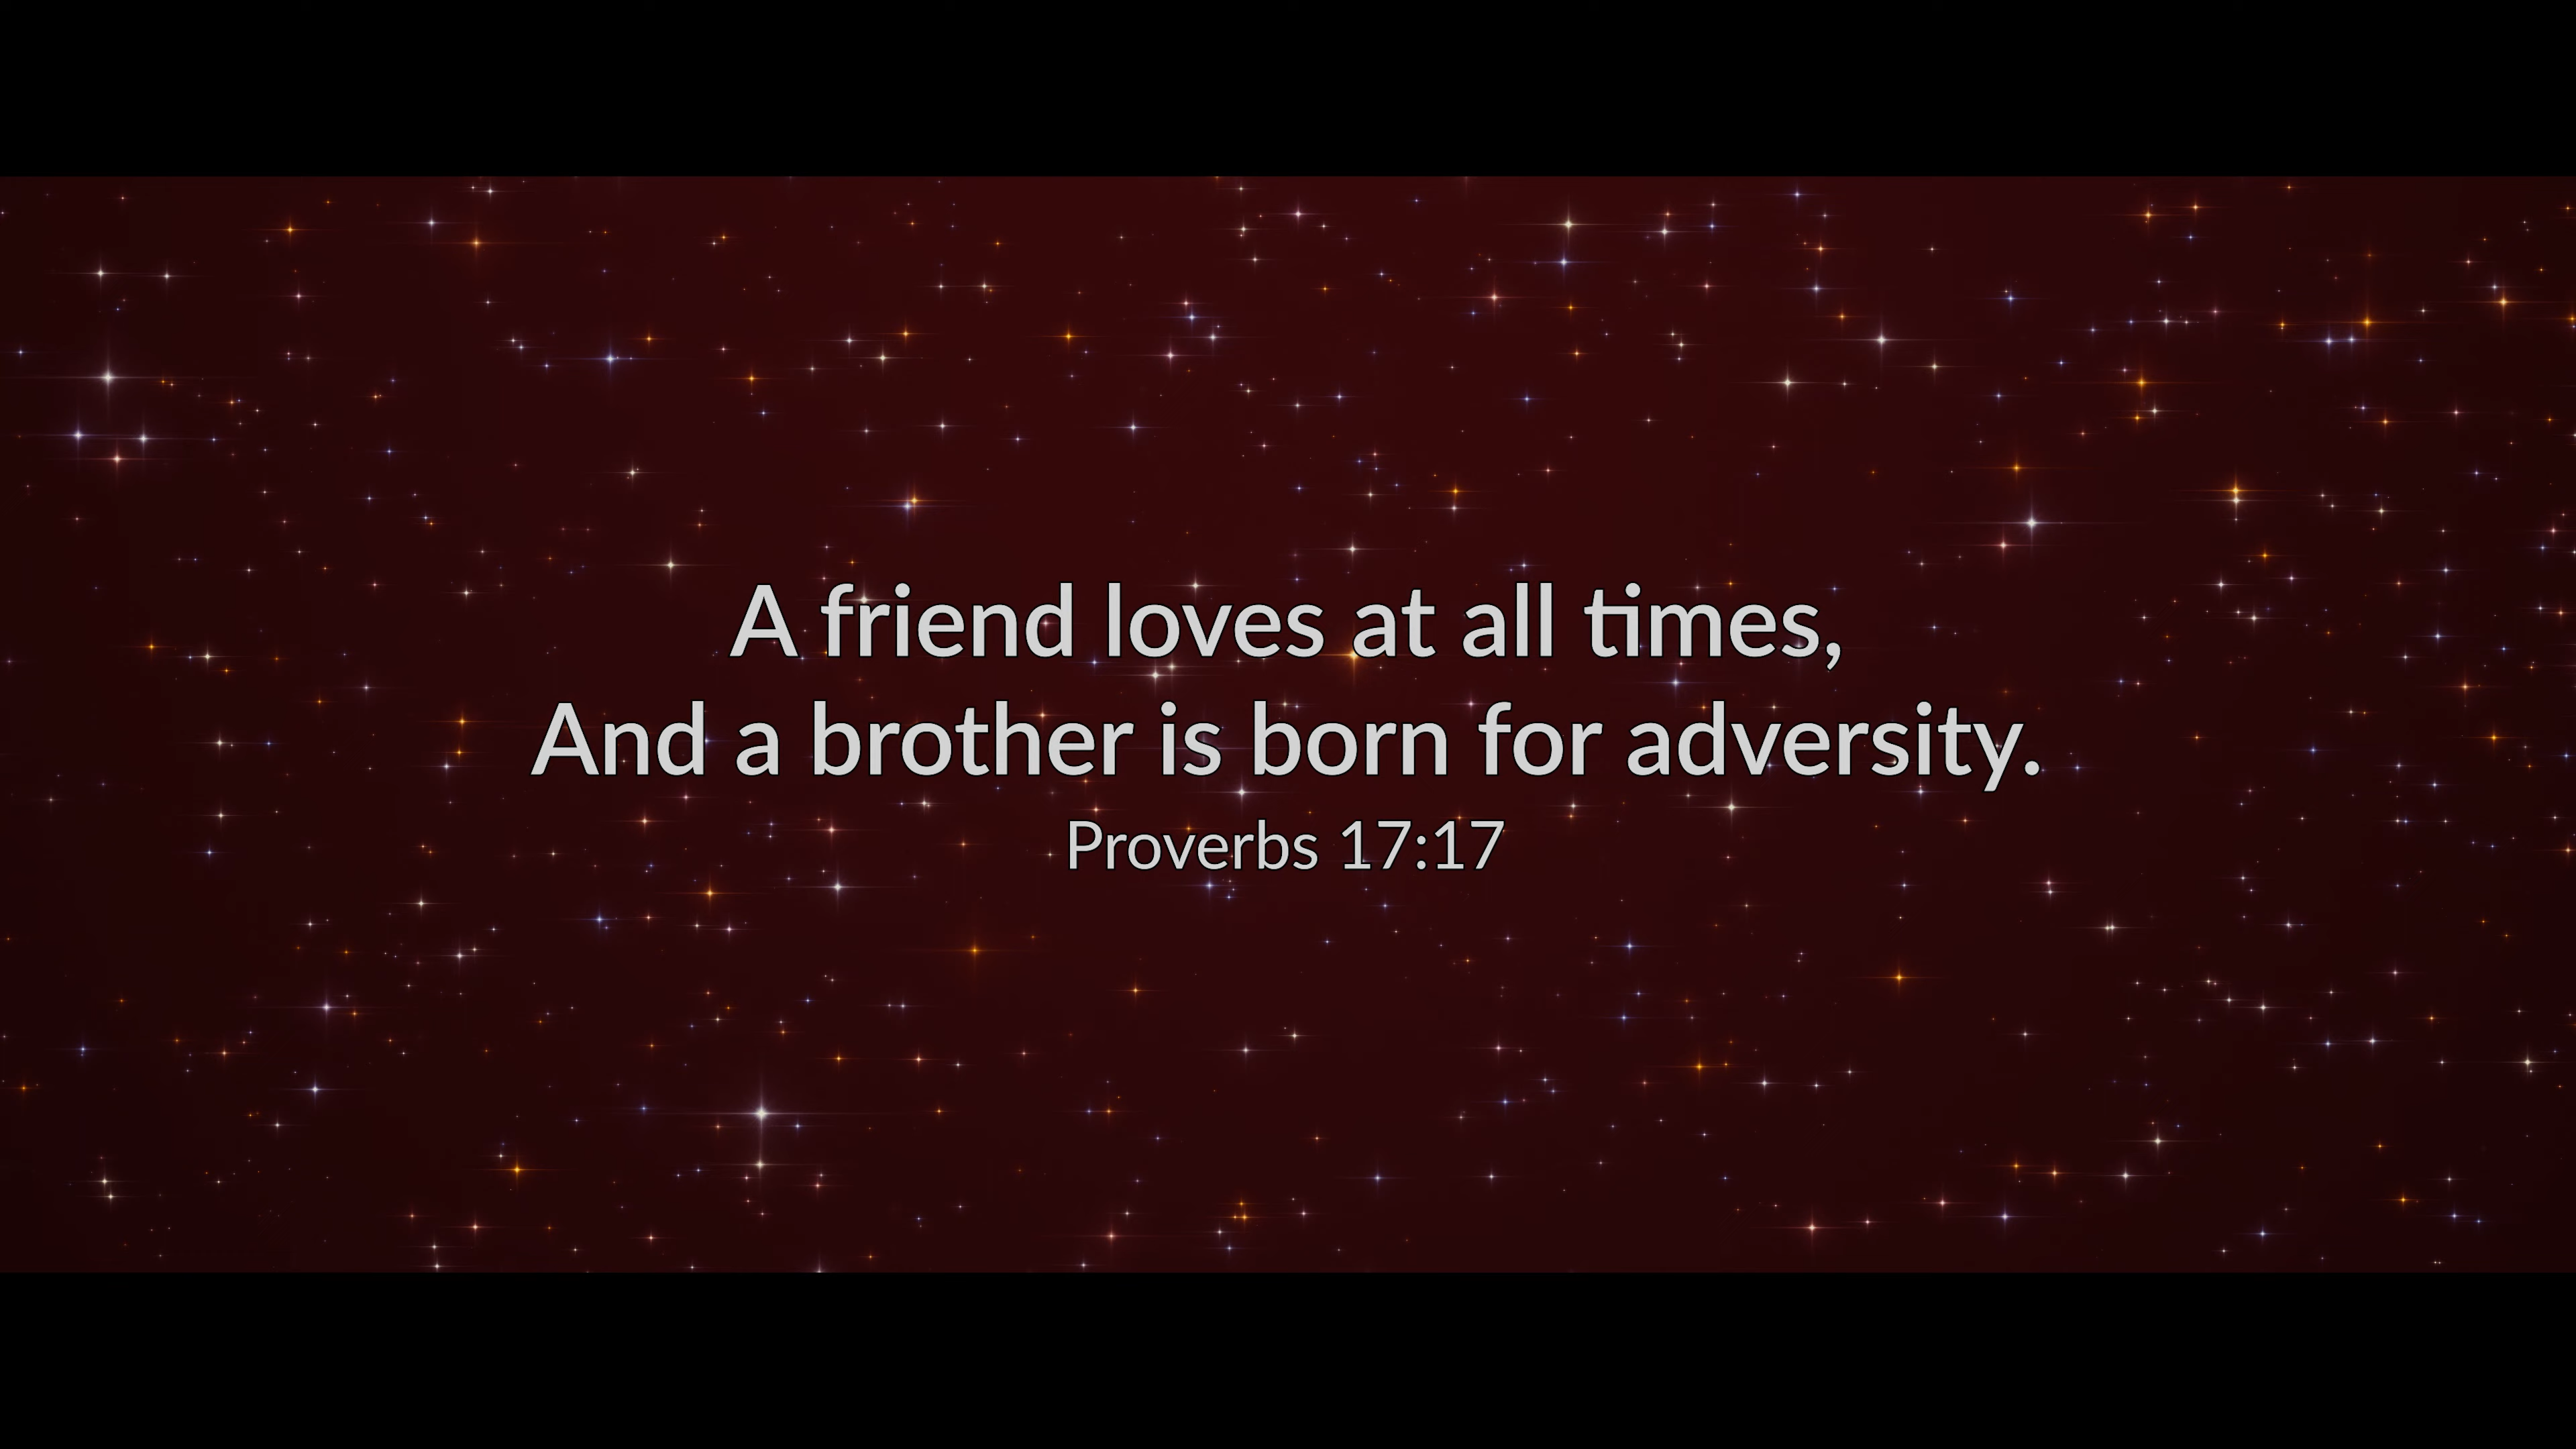 A friend loves at all times,
And a brother is born for adversity.
Proverbs 17:17